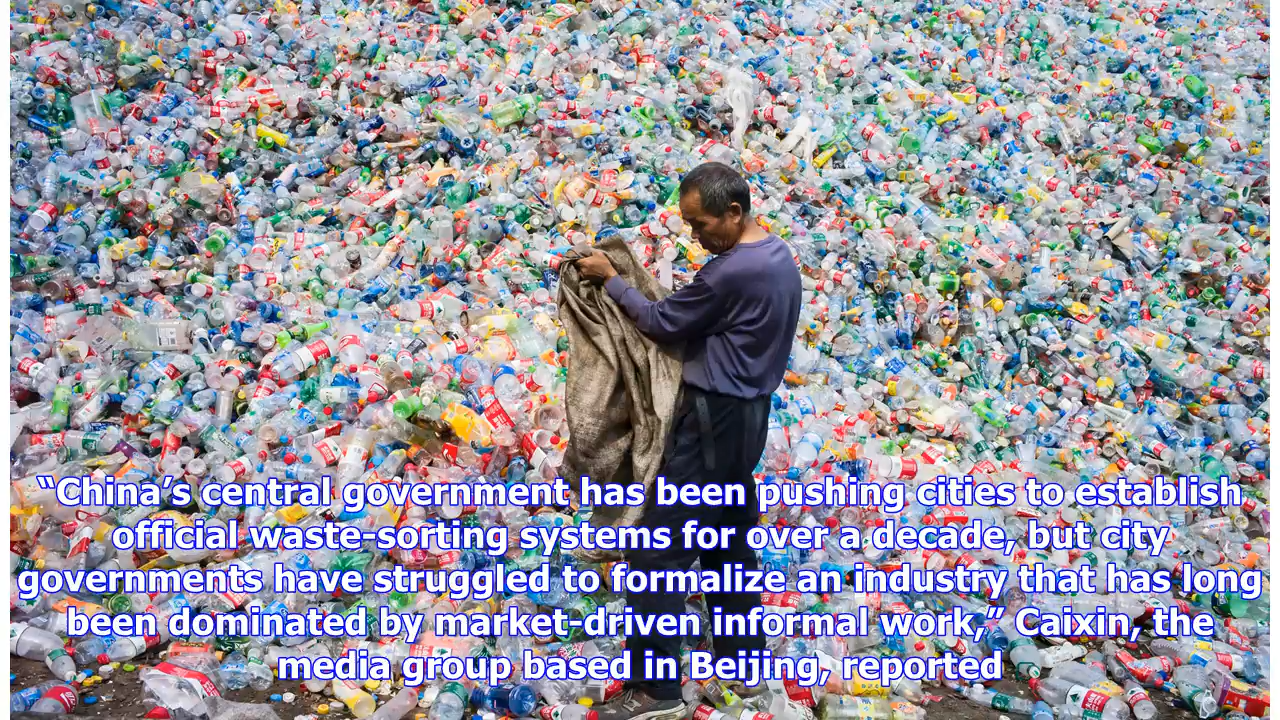 “China’s central government has been pushing cities to establish
official waste-sorting systems for over a decade, but city
governments have struggled to formalize an industry that has long
been dominated by market-driven informal work,” Caixin, the
media group based in Beijing, reported